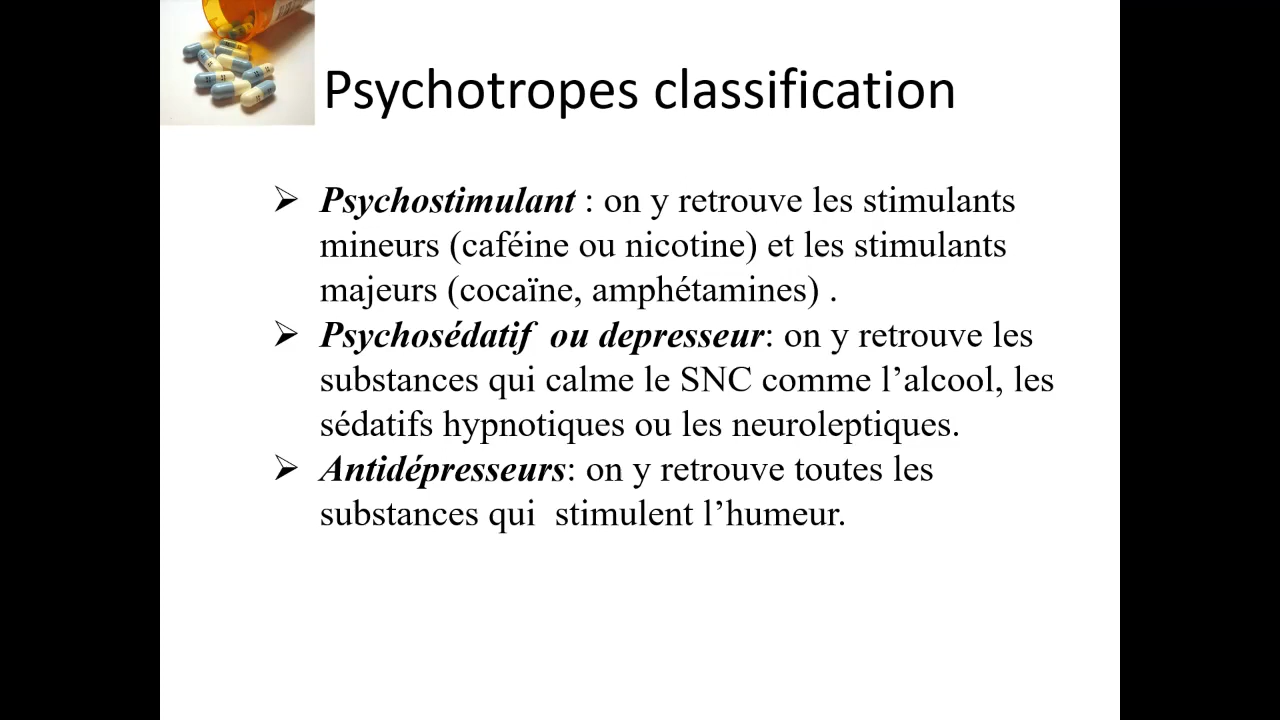 Psychotropes classification
➢ Psychostimulant : on y retrouve les stimulants
mineurs (caféine ou nicotine) et les stimulants
majeurs (cocaïne, amphétamines) .
➢ Psychosédatif  ou depresseur: on y retrouve les
substances qui calme le SNC comme l’alcool, les
sédatifs hypnotiques ou les neuroleptiques.
➢ Antidépresseurs: on y retrouve toutes les
substances qui  stimulent l’humeur.